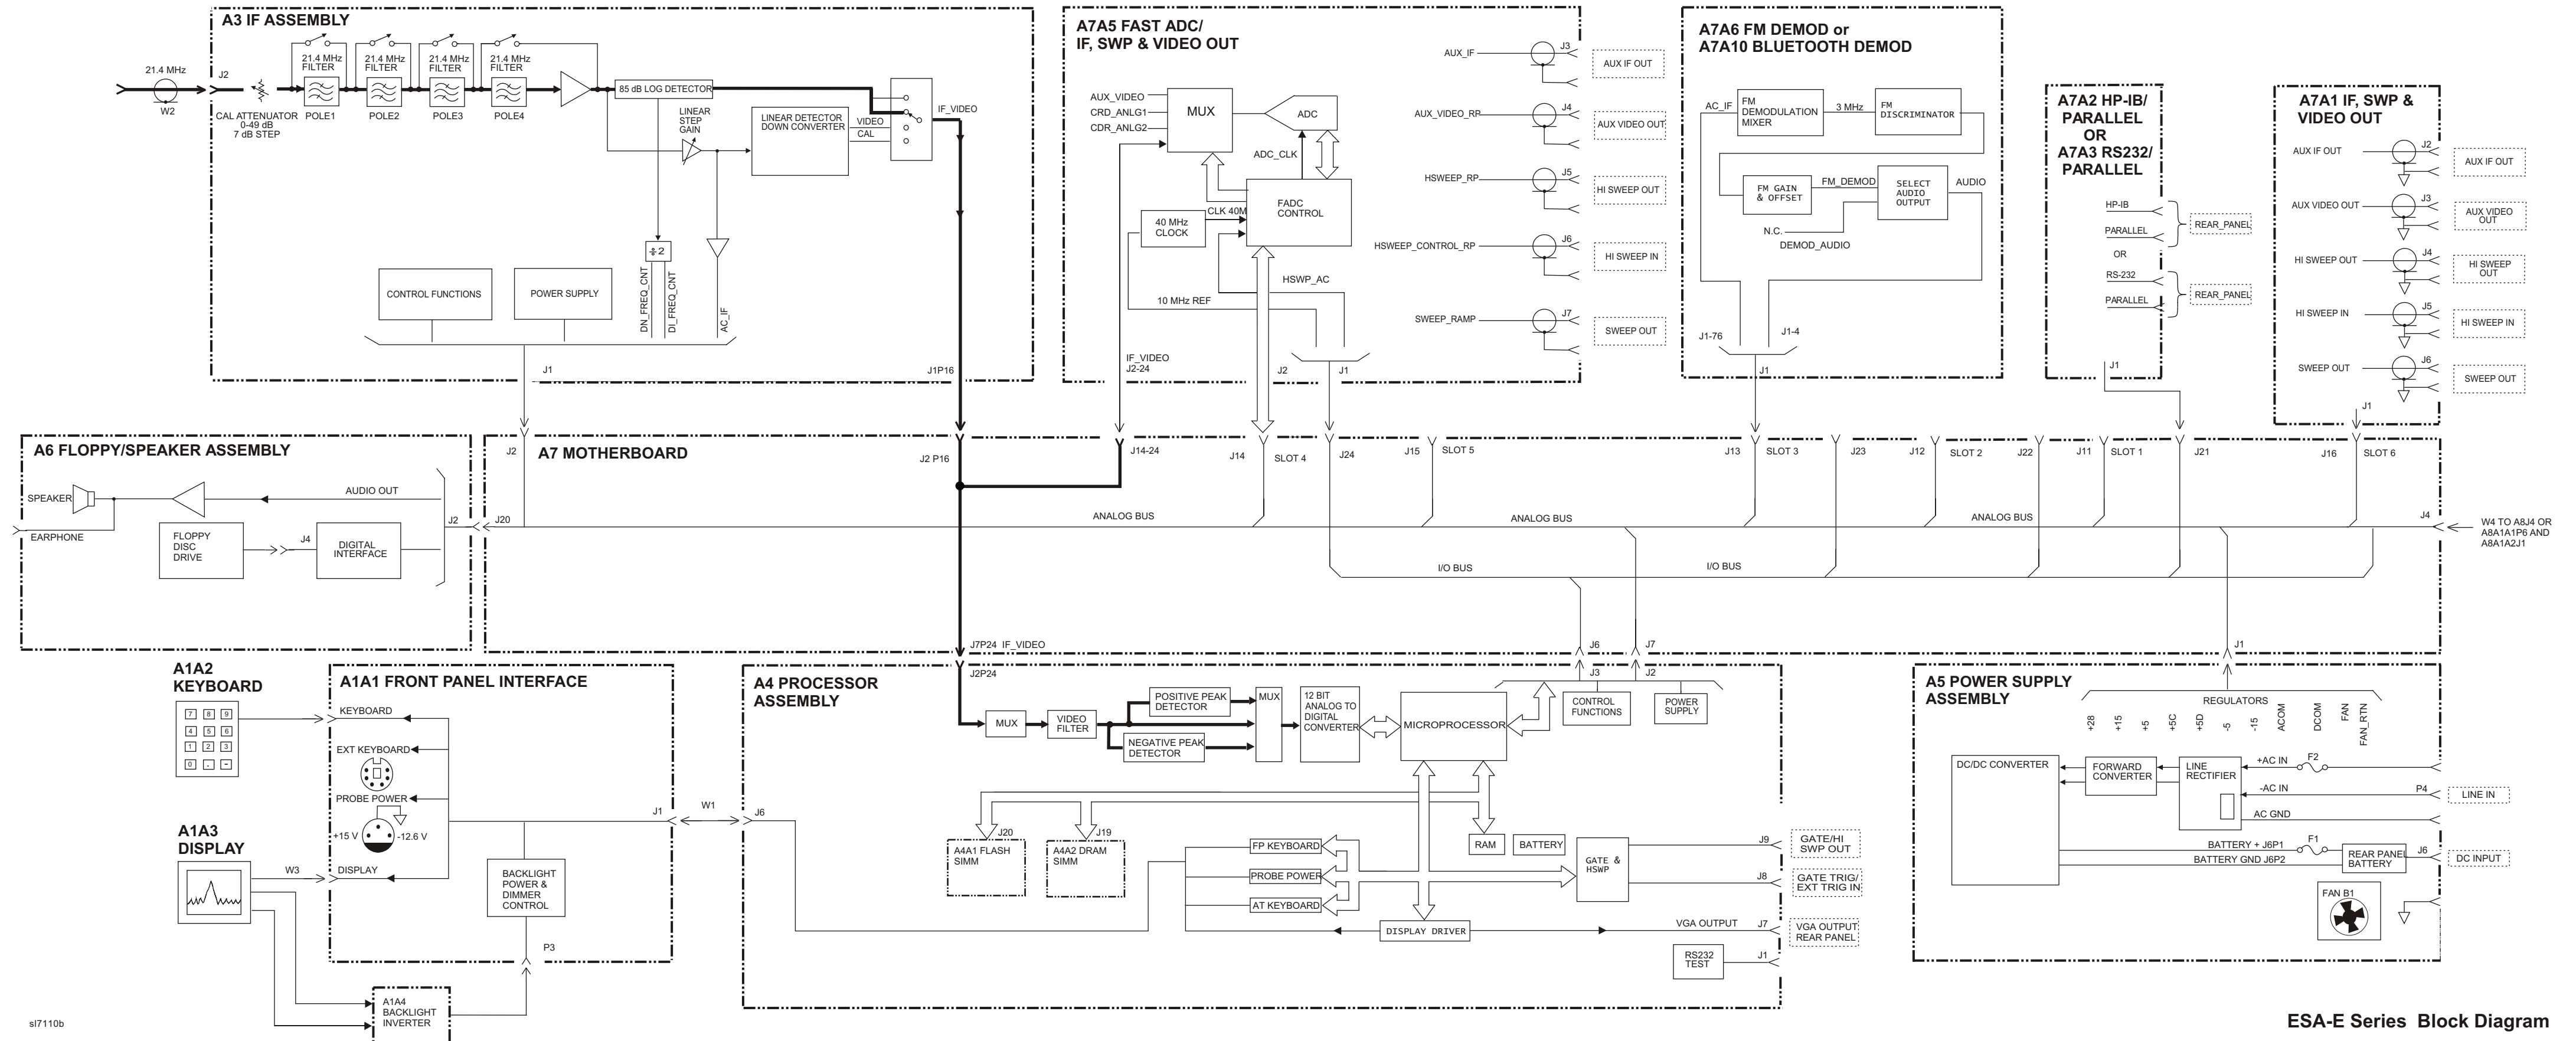 A3 IF ASSEMBLY
21.4 MHz
W2
J2
CAL ATTENUATOR
0-49 dB
7 dB STEP
21.4 MHz
FILTER
POLE1
21.4 MHz
FILTER
POLE2
21.4 MHz
FILTER
POLE3
21.4 MHz
FILTER
POLE4
85 dB LOG DETECTOR
LINEAR
STEP
GAIN
LINEAR DETECTOR
DOWN CONVERTER
VIDEO
CAL
IF_VIDEO
÷2
DN_FREQ_CNT
DI_FREQ_CNT
AC_IF
CONTROL FUNCTIONS
POWER SUPPLY
J1
J1P16
A7A5 FAST ADC/
IF, SWP & VIDEO OUT
AUX_VIDEO
CRD_ANLG1
CDR_ANLG2
MUX
ADC
ADC_CLK
FADC
CONTROL
CLK 40M
40 MHz
CLOCK
HSWP_AC
10 MHz REF
IF_VIDEO
J2-24
J2
J1
AUX_IF
J3
AUX IF OUT
AUX_VIDEO_RP
J4
AUX VIDEO OUT
HSWEEP_RP
J5
HI SWEEP OUT
HSWEEP_CONTROL_RP
J6
HI SWEEP IN
SWEEP_RAMP
J7
SWEEP OUT
A7A6 FM DEMOD or
A7A10 BLUETOOTH DEMOD
AC_IF
FM
DEMODULATION
MIXER
3 MHz
FM
DISCRIMINATOR
FM GAIN
& OFFSET
FM_DEMOD
SELECT
AUDIO
OUTPUT
AUDIO
N.C.
DEMOD_AUDIO
J1-76
J1-4
J1
A7A2 HP-IB/
PARALLEL
OR
A7A3 RS232/
PARALLEL
HP-IB
PARALLEL
REAR_PANEL
OR
RS-232
PARALLEL
REAR_PANEL
J1
A7A1 IF, SWP &
VIDEO OUT
AUX IF OUT
J2
AUX IF OUT
AUX VIDEO OUT
J3
AUX VIDEO
OUT
HI SWEEP OUT
J4
HI SWEEP
OUT
HI SWEEP IN
J5
HI SWEEP IN
SWEEP OUT
J6
SWEEP OUT
J1
A6 FLOPPY/SPEAKER ASSEMBLY
SPEAKER
AUDIO OUT
EARPHONE
FLOPPY
DISC
DRIVE
J4
DIGITAL
INTERFACE
J2
J20
A7 MOTHERBOARD
J2
J2 P16
J14-24
J14
SLOT 4
J24
J15
SLOT 5
J13
SLOT 3
J23
J12
SLOT 2
J22
J11
SLOT 1
J21
J16
SLOT 6
ANALOG BUS
ANALOG BUS
ANALOG BUS
J4
W4 TO A8J4 OR
A8A1A1P6 AND
A8A1A2J1
I/O BUS
I/O BUS
J7P24 IF_VIDEO
J6
J7
J1
A1A2
KEYBOARD
7 8 9
4 5 6
1 2 3
0 . -
A1A1 FRONT PANEL INTERFACE
KEYBOARD
EXT KEYBOARD
PROBE POWER
+15 V
-12.6 V
DISPLAY
BACKLIGHT
POWER &
DIMMER
CONTROL
J1
W1
P3
A1A3
DISPLAY
W3
A1A4
BACKLIGHT
INVERTER
A4 PROCESSOR
ASSEMBLY
J2P24
MUX
VIDEO
FILTER
POSITIVE PEAK
DETECTOR
NEGATIVE PEAK
DETECTOR
MUX
12 BIT
ANALOG TO
DIGITAL
CONVERTER
MICROPROCESSOR
J3
J2
CONTROL
FUNCTIONS
POWER
SUPPLY
J6
J20
A4A1 FLASH
SIMM
J19
A4A2 DRAM
SIMM
RAM
BATTERY
FP KEYBOARD
PROBE POWER
AT KEYBOARD
GATE &
HSWP
DISPLAY DRIVER
VGA OUTPUT
RS232
TEST
J9
GATE/HI
SWP OUT
J8
GATE TRIG/
EXT TRIG IN
J7
VGA OUTPUT
REAR PANEL
J1
A5 POWER SUPPLY
ASSEMBLY
REGULATORS
+28
+15
+5
+5C
+5D
-5
-15
ACOM
DCOM
FAN
FAN_RTN
DC/DC CONVERTER
FORWARD
CONVERTER
LINE
RECTIFIER
+AC IN
F2
-AC IN
P4
LINE IN
AC GND
BATTERY + J6P1
F1
BATTERY GND J6P2
REAR PANEL
BATTERY
J6
DC INPUT
FAN B1
sl7110b
ESA-E Series Block Diagram